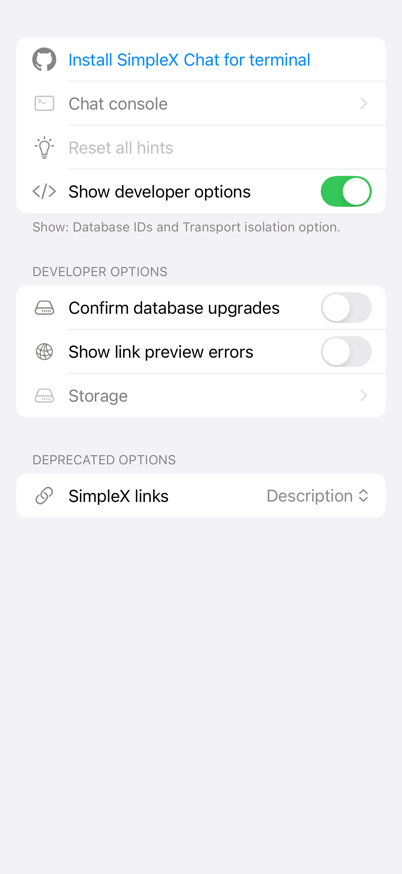 Install SimpleX Chat for terminal
Chat console
Reset all hints
Show developer options
Show: Database IDs and Transport isolation option.
DEVELOPER OPTIONS
Confirm database upgrades
Show link preview errors
Storage
DEPRECATED OPTIONS
SimpleX links Description